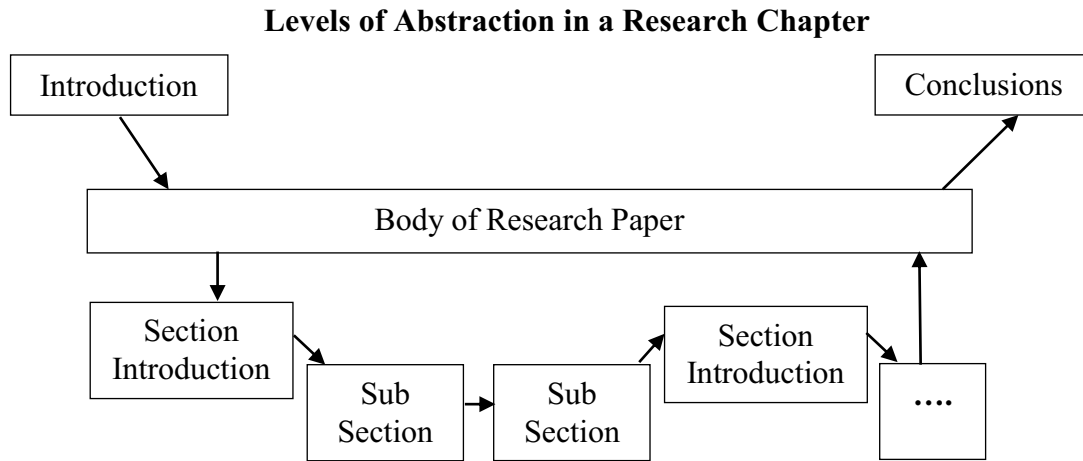 Levels of Abstraction in a Research Chapter
Introduction
Conclusions
Body of Research Paper
Section
Introduction
Sub
Section
Sub
Section
Section
Introduction
....